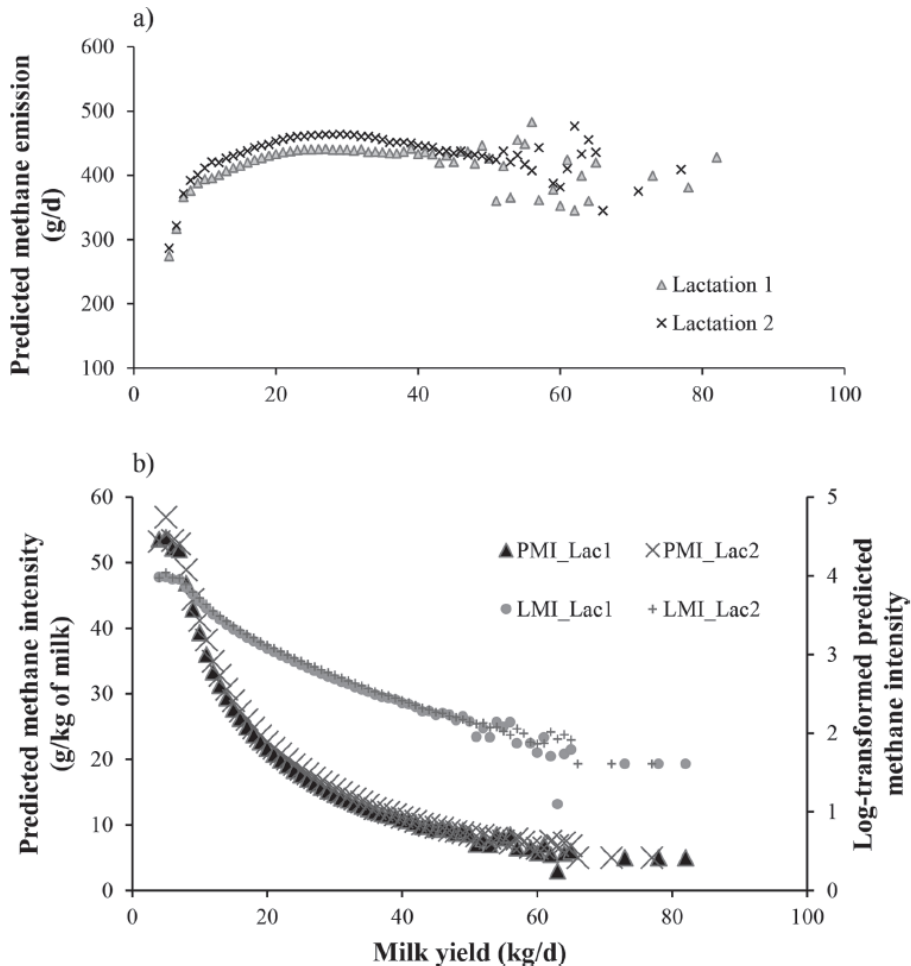 a)
600
500
400
300
200
100
0
20
40
60
80
100
Predicted methane emission
(g/d)
Lactation 1
Lactation 2
b)
60
50
40
30
20
10
0
5
4
3
2
1
0
0
20
40
60
80
100
Predicted methane intensity
(g/kg of milk)
PMI_Lac1
PMI_Lac2
LMI_Lac1
LMI_Lac2
Log-transformed predicted
methane intensity
Milk yield (kg/d)